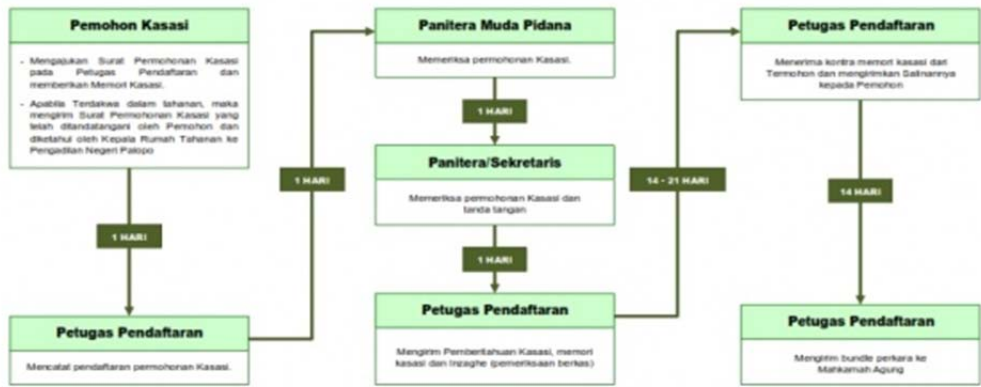 Pemohon Kasasi
- Mengajukan Surat Permohonan Kasasi
pada Petugas Pendaftaran dan
memberikan Memori Kasasi.
- Apabila Terdakwa dalam tahanan, maka
mengirim Surat Permohonan Kasasi yang
telah ditandatangani oleh Pemohon dan
diketahui oleh Kepala Rumah Tahanan ke
Pengadilan Negeri Palopo
1 HARI
Petugas Pendaftaran
Mencatat pendaftaran permohonan Kasasi.
1 HARI
Panitera Muda Pidana
Memeriksa permohonan Kasasi.
1 HARI
Panitera/Sekretaris
Memeriksa permohonan Kasasi dan
tanda tangan
1 HARI
Petugas Pendaftaran
Mengirim Pemberitahuan Kasasi, memori
kasasi dan Inzaghe (pemeriksaan berkas)
14 - 21 HARI
Petugas Pendaftaran
Menerima kontra memori kasasi dari
Termohon dan mengirimkan Salinannya
kepada Pemohon
14 HARI
Petugas Pendaftaran
Mengirim bundle perkara ke
Mahkamah Agung